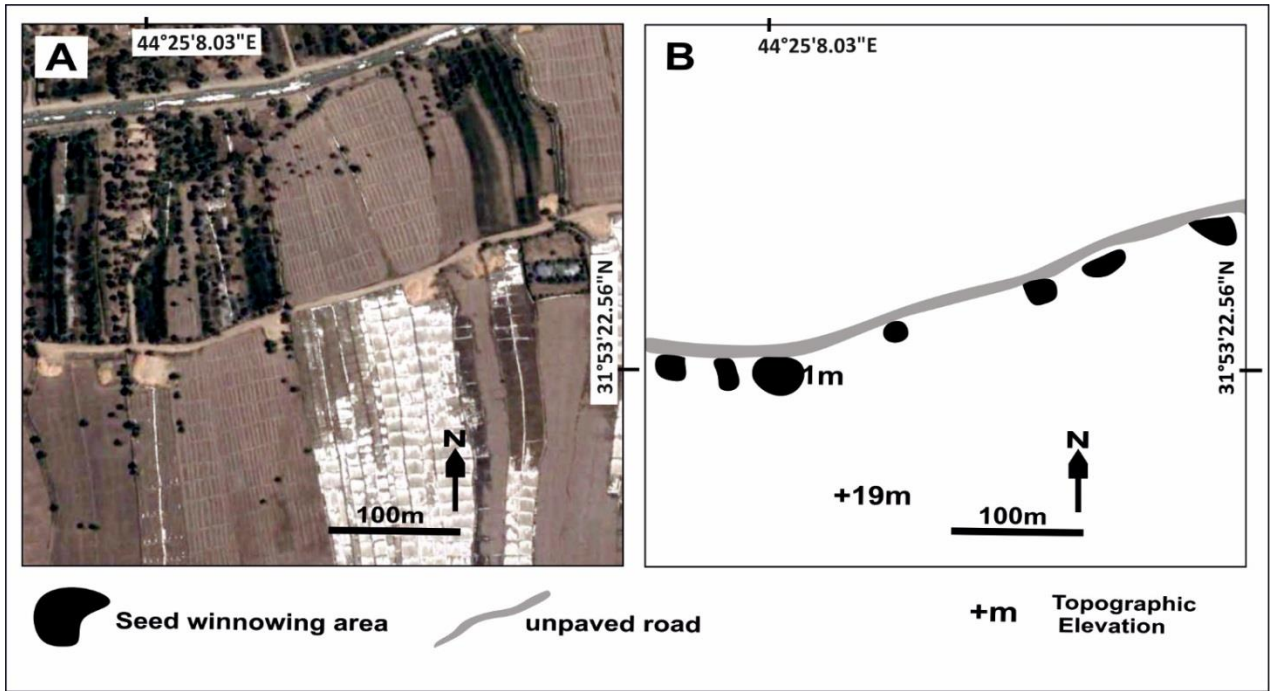 A
44°25'8.03"E
31°53'22.56"N
N
100m
B
44°25'8.03"E
31°53'22.56"N
1m
+19m
N
100m
Seed winnowing area
unpaved road
+m
Topographic
Elevation